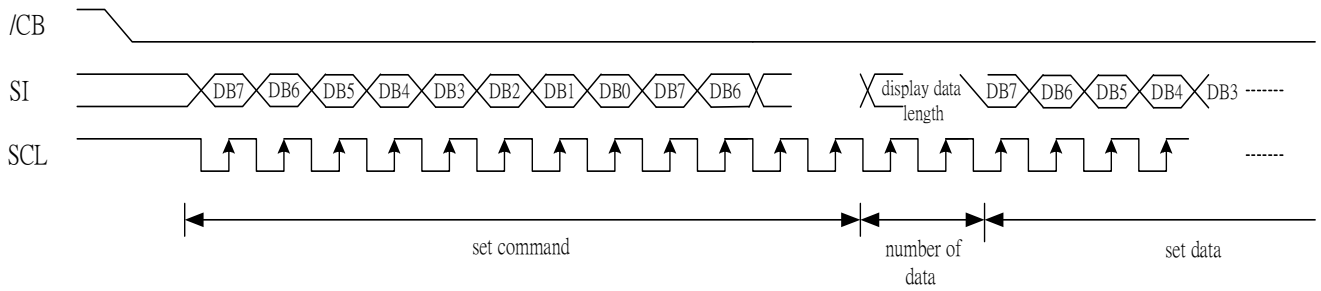 /CB
SI
DB7 DB6 DB5 DB4 DB3 DB2 DB1 DB0 DB7 DB6 display data length DB7 DB6 DB5 DB4 DB3 -------
SCL
-------
set command
number of data
set data